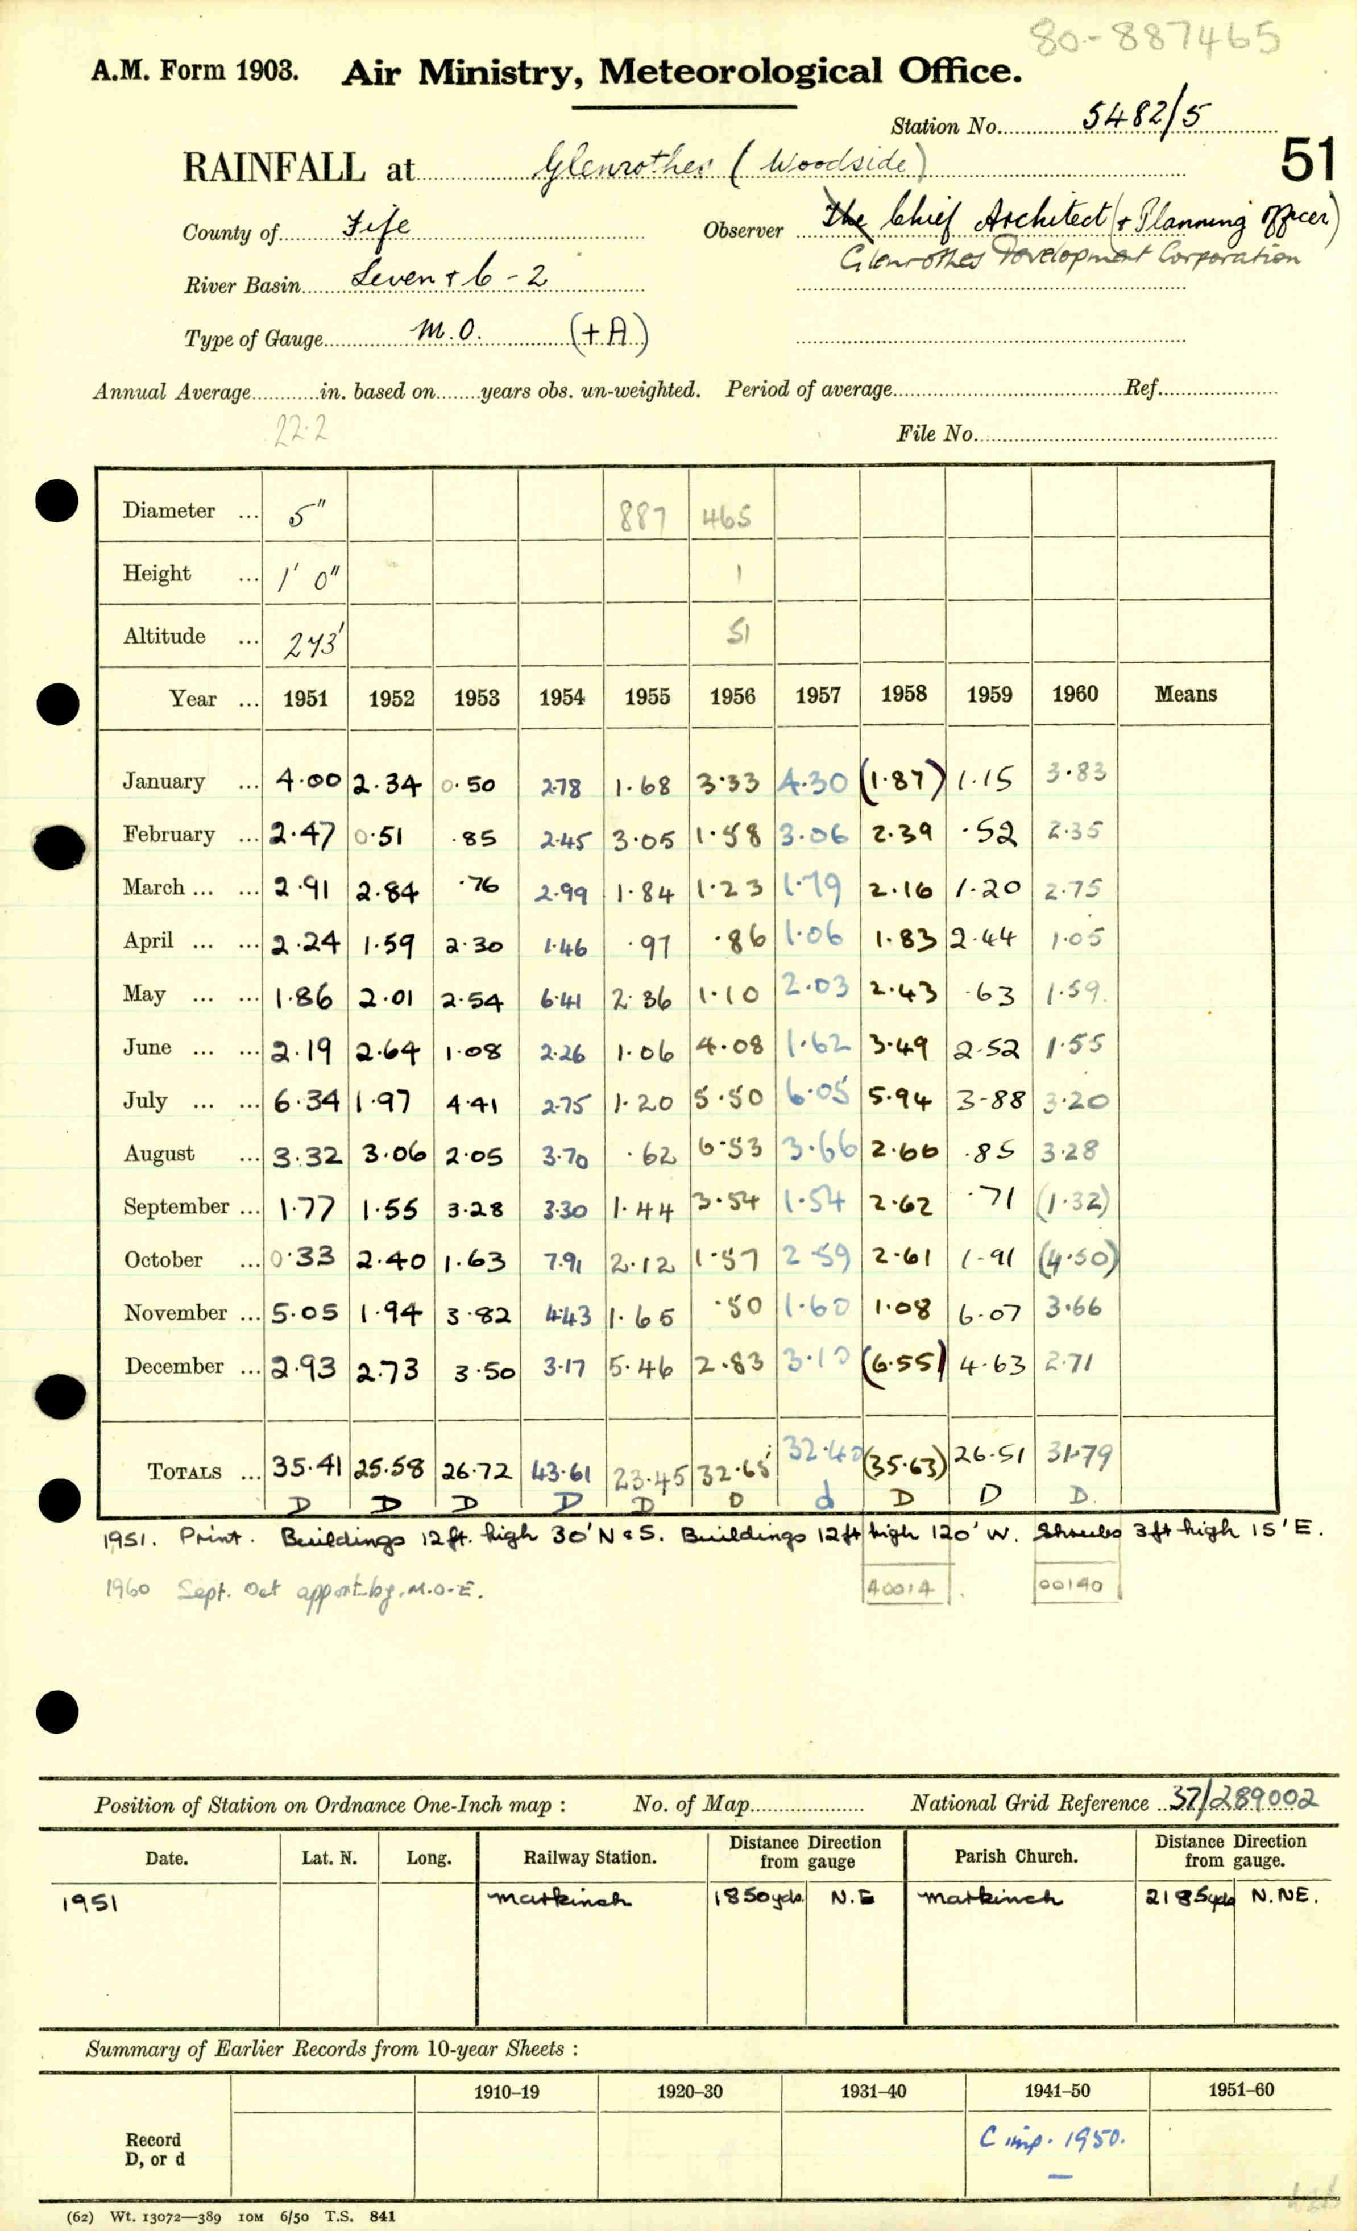 80-887465
A.M. Form 1903. Air Ministry, Meteorological Office.
Station No. 5482/5
51
RAINFALL at Glenrothes (Woodside)
County of Fife Observer The Chief Architect (+ Planning Officer)
Glenrothes Development Corporation
River Basin Leven + 6 - 2
Type of Gauge M.O. (+A)
Annual Average in. based on years obs. un-weighted. Period of average Ref.
22.2
File No.
Diameter ... 5" 887 465
Height ... 1' 0" 1
Altitude ... 273' 51
Year ... 1951 1952 1953 1954 1955 1956 1957 1958 1959 1960 Means
January ... 4.00 2.34 0.50 2.78 1.68 3.33 4.30 (1.87) 1.15 3.83
February ... 2.47 0.51 .85 2.45 3.05 1.58 3.06 2.39 .52 2.35
March ... ... 2.91 2.84 .76 2.99 1.84 1.23 1.79 2.16 1.20 2.75
April ... ... 2.24 1.59 2.30 1.46 .97 .86 1.06 1.83 2.44 1.05
May ... ... 1.86 2.01 2.54 6.41 2.36 1.10 2.03 2.43 .63 1.59
June ... ... 2.19 2.64 1.08 2.26 1.06 4.08 1.62 3.49 2.52 1.55
July ... ... 6.34 1.97 4.41 2.75 1.20 5.50 6.05 5.94 3.88 3.20
August ... 3.32 3.06 2.05 3.70 .62 6.53 3.66 2.66 .85 3.28
September ... 1.77 1.55 3.28 3.30 1.44 3.54 1.54 2.62 .71 (1.32)
October ... 0.33 2.40 1.63 7.91 2.12 1.57 2.59 2.61 1.91 (4.50)
November ... 5.05 1.94 3.82 4.43 1.65 .50 1.60 1.08 6.07 3.66
December ... 2.93 2.73 3.50 3.17 5.46 2.83 3.10 (6.55) 4.63 2.71
TOTALS ... 35.41 25.58 26.72 43.61 23.45 32.65 32.40 (35.63) 26.51 31.79
D D D D D D d D D D.
1951. Print. Buildings 12ft. high 30' N & S. Buildings 12ft high 120' W. Shrubs 3ft high 15' E.
1960 Sept. Oct apport. by. M.O.E. 40014 00140
Position of Station on Ordnance One-Inch map : No. of Map National Grid Reference 37/289002
Date. Lat. N. Long. Railway Station. Distance Direction from gauge Parish Church. Distance Direction from gauge.
1951 Markinch 1850yds N.E Markinch 2185yds N.NE.
Summary of Earlier Records from 10-year Sheets :
1910–19 1920–30 1931–40 1941–50 1951–60
Record D, or d C imp. 1950.
(62) Wt. 13072—389 10M 6/50 T.S. 841